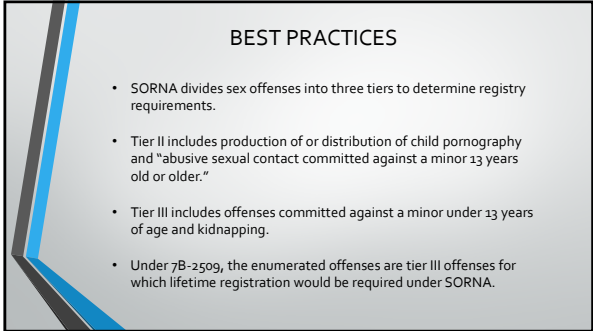 BEST PRACTICES
• SORNA divides sex offenses into three tiers to determine registry
requirements.
• Tier II includes production of or distribution of child pornography
and “abusive sexual contact committed against a minor 13 years
old or older.”
• Tier III includes offenses committed against a minor under 13 years
of age and kidnapping.
• Under 7B-2509, the enumerated offenses are tier III offenses for
which lifetime registration would be required under SORNA.